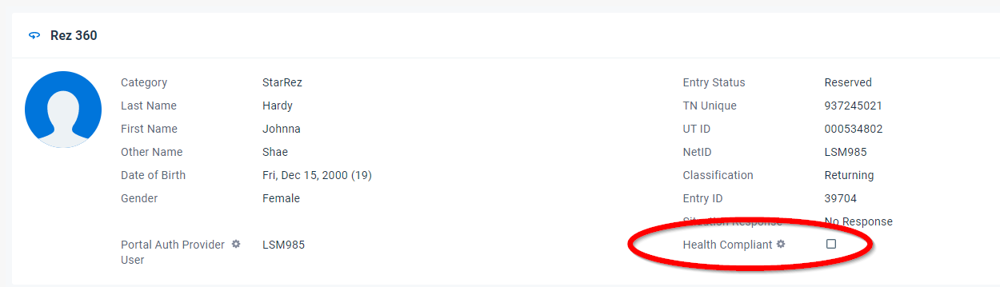 Rez 360
Category StarRez
Last Name Hardy
First Name Johnna
Other Name Shae
Date of Birth Fri, Dec 15, 2000 (19)
Gender Female
Portal Auth Provider User LSM985
Entry Status Reserved
TN Unique 937245021
UT ID 000534802
NetID LSM985
Classification Returning
Entry ID 39704
Situation Response No Response
Health Compliant